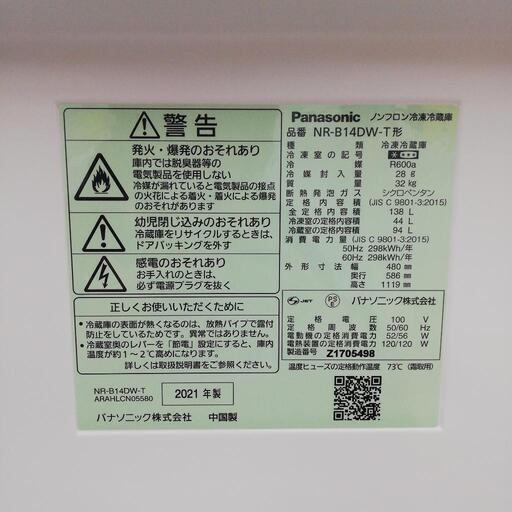 警告
発火・爆発のおそれあり
庫内では脱臭器等の
電気製品を使用しない
冷媒が漏れていると電気製品の接点
の火花による着火・着火による爆発
幼児閉じ込みのおそれあり
冷蔵庫をリサイクルするときは、
ドアパッキングを外す
感電のおそれあり
お手入れのときは、
必ず電源プラグを抜く
正しくお使いいただくために
•冷蔵庫の表面が熱くなるのは、放熱パイプで露付
防止をしているためです。異常ではありません。
•冷蔵室奥のレバーを「節電」設定にすると、庫内
温度が約1～2℃高めになります。
詳しくは取扱説明書をご参照ください。
NR-B14DW-T
ARAHLCN05580
2021年製
パナソニック株式会社 中国製
Panasonic ノンフロン冷凍冷蔵庫
品番 NR-B14DW-T形
種類 冷凍冷蔵庫
冷凍室の記号
冷媒 R600a
冷媒封入量 28g
質量 32kg
断熱発泡ガス シクロペンタン
定格内容積 (JIS C 9801-3:2015)
全定格内容積 138 L
冷凍室の定格内容積 44 L
冷蔵室の定格内容積 94 L
消費電力量 (JIS C 9801-3:2015)
50Hz 298kWh/年
60Hz 298kWh/年
外形寸法 幅 480 mm
奥行 586 mm
高さ 1119 mm
JET PSE パナソニック株式会社
定格電圧 100 V
定格周波数 50/60 Hz
電動機の定格消費電力 52/56 W
電熱装置の定格消費電力 120/120 W
製造番号 Z1705498
温度ヒューズの定格動作温度 73℃（霜取用）